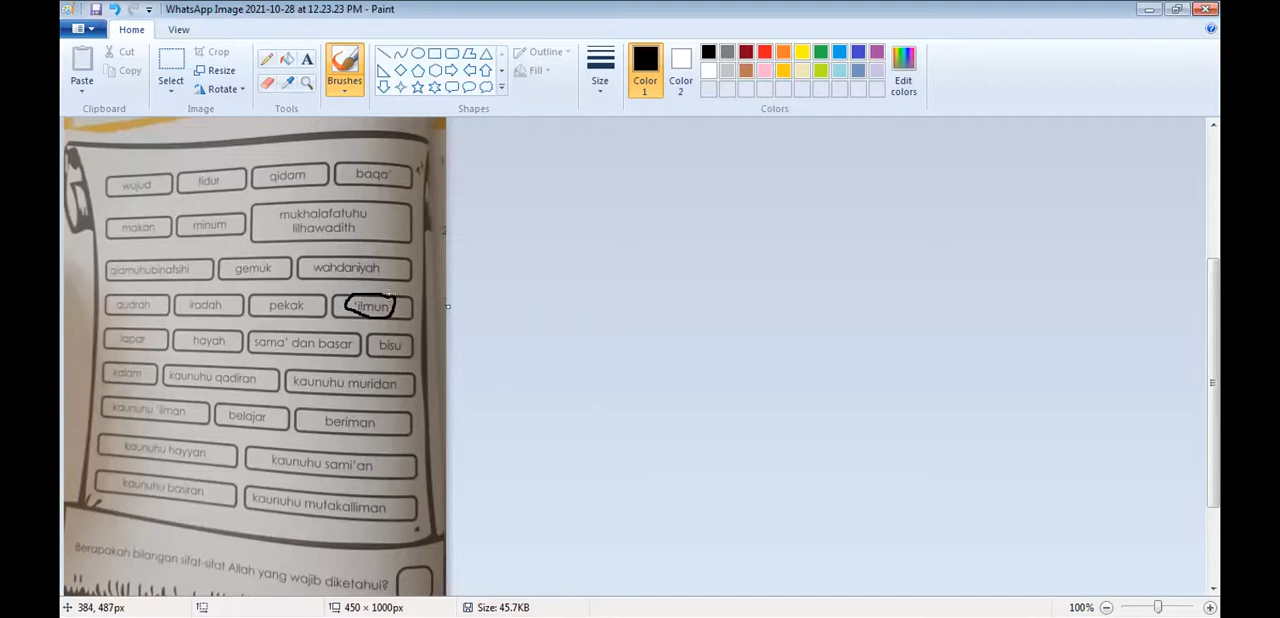 WhatsApp Image 2021-10-28 at 12.23.23 PM - Paint
Home View
Cut
Copy
Paste
Clipboard
Crop
Resize
Rotate
Select
Image
Tools
Brushes
Outline
Fill
Shapes
Size
Color 1
Color 2
Edit colors
Colors
wujud tidur qidam baqa'
makan minum mukhalafatuhu lilhawadith
qiamuhubinafsihi gemuk wahdaniyah
qudrah iradah pekak 'ilmun
lapar hayah sama' dan basar bisu
kalam kaunuhu qadiran kaunuhu muridan
kaunuhu 'liman belajar beriman
kaunuhu hayyan kaunuhu sami'an
kaunuhu basiran kaunuhu mutakalliman
Berapakah bilangan sifat-sifat Allah yang wajib diketahui?
384, 487px 450 × 1000px Size: 45.7KB 100%